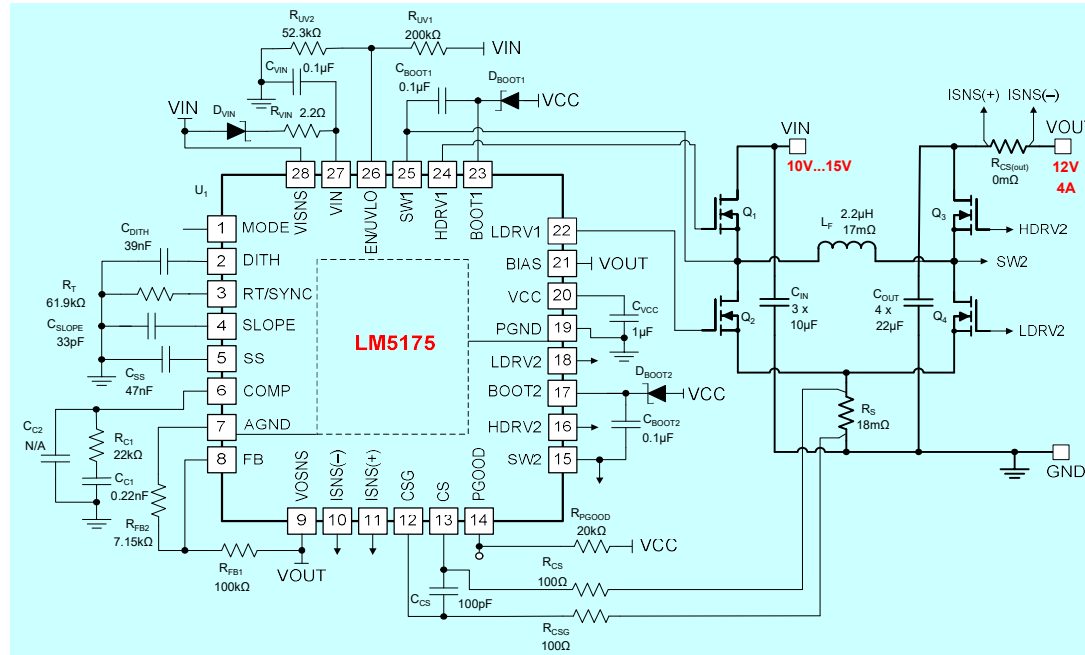 RUV2
52.3kΩ
RUV1
200kΩ
VIN
CVIN
0.1µF
CBOOT1
0.1µF
DBOOT1
VCC
DVIN
RVIN 2.2Ω
VIN
U1
28
27
26
25
24
23
VISNS
VIN
EN/UVLO
SW1
HDRV1
BOOT1
1 MODE
2 DITH
3 RT/SYNC
4 SLOPE
5 SS
6 COMP
7 AGND
8 FB
CDITH
39nF
RT
61.9kΩ
CSLOPE
33pF
CSS
47nF
CC2
N/A
RC1
22kΩ
CC1
0.22nF
RFB2
7.15kΩ
RFB1
100kΩ
LM5175
LDRV1 22
BIAS 21 VOUT
VCC 20
PGND 19
LDRV2 18
BOOT2 17
HDRV2 16
SW2 15
CVCC
1µF
DBOOT2
VCC
CBOOT2
0.1µF
VOSNS
ISNS(–)
ISNS(+)
CSG
CS
PGOOD
9
10
11
12
13
14
VOUT
RPGOOD
20kΩ
VCC
CCS
100pF
RCS
100Ω
RCSG
100Ω
ISNS(+) ISNS(–)
VIN
10V...15V
VOUT
12V
4A
RCS(out)
0mΩ
Q1
Q2
Q3
Q4
LF
2.2µH
17mΩ
HDRV2
SW2
LDRV2
CIN
3 x
10µF
COUT
4 x
22µF
RS
18mΩ
GND